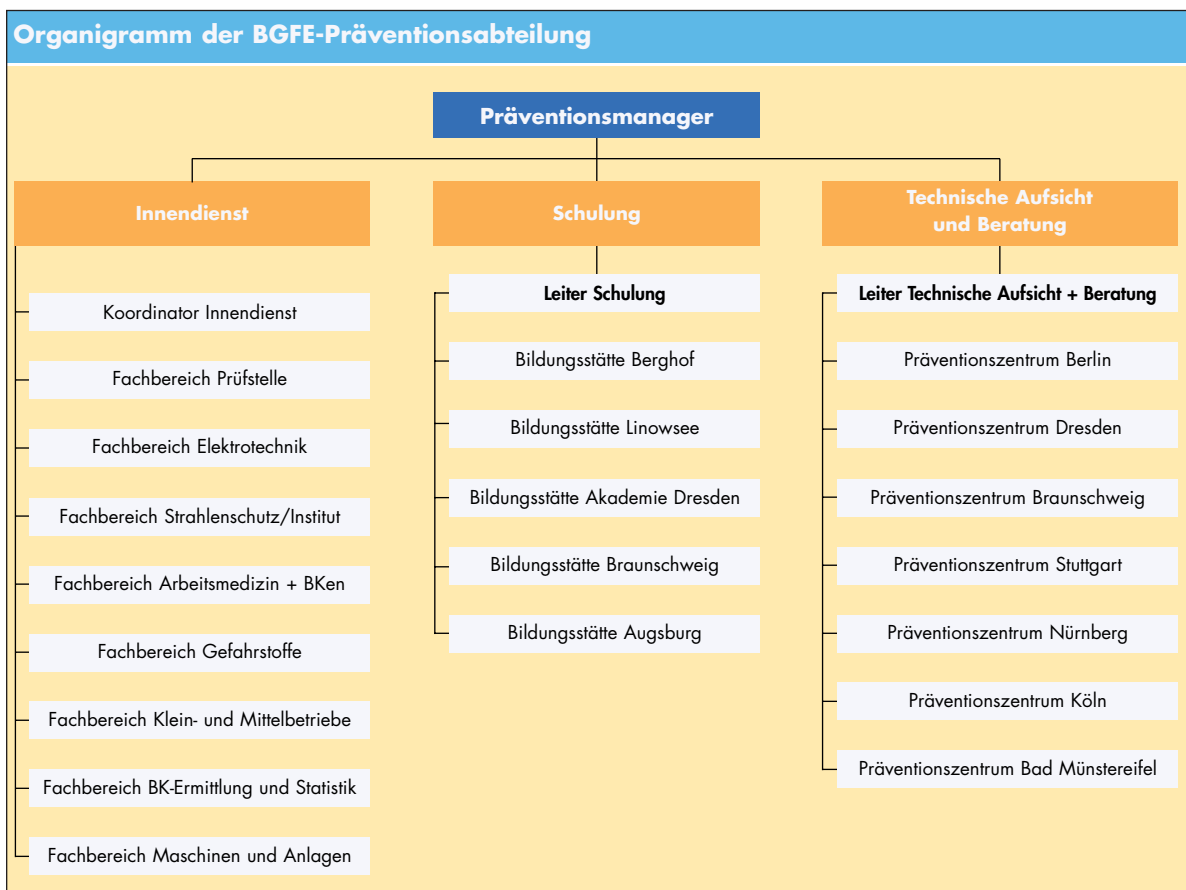 Organigramm der BGFE-Präventionsabteilung
Präventionsmanager
Innendienst
Koordinator Innendienst
Fachbereich Prüfstelle
Fachbereich Elektrotechnik
Fachbereich Strahlenschutz/Institut
Fachbereich Arbeitsmedizin + BKen
Fachbereich Gefahrstoffe
Fachbereich Klein- und Mittelbetriebe
Fachbereich BK-Ermittlung und Statistik
Fachbereich Maschinen und Anlagen
Schulung
Leiter Schulung
Bildungsstätte Berghof
Bildungsstätte Linowsee
Bildungsstätte Akademie Dresden
Bildungsstätte Braunschweig
Bildungsstätte Augsburg
Technische Aufsicht
und Beratung
Leiter Technische Aufsicht + Beratung
Präventionszentrum Berlin
Präventionszentrum Dresden
Präventionszentrum Braunschweig
Präventionszentrum Stuttgart
Präventionszentrum Nürnberg
Präventionszentrum Köln
Präventionszentrum Bad Münstereifel